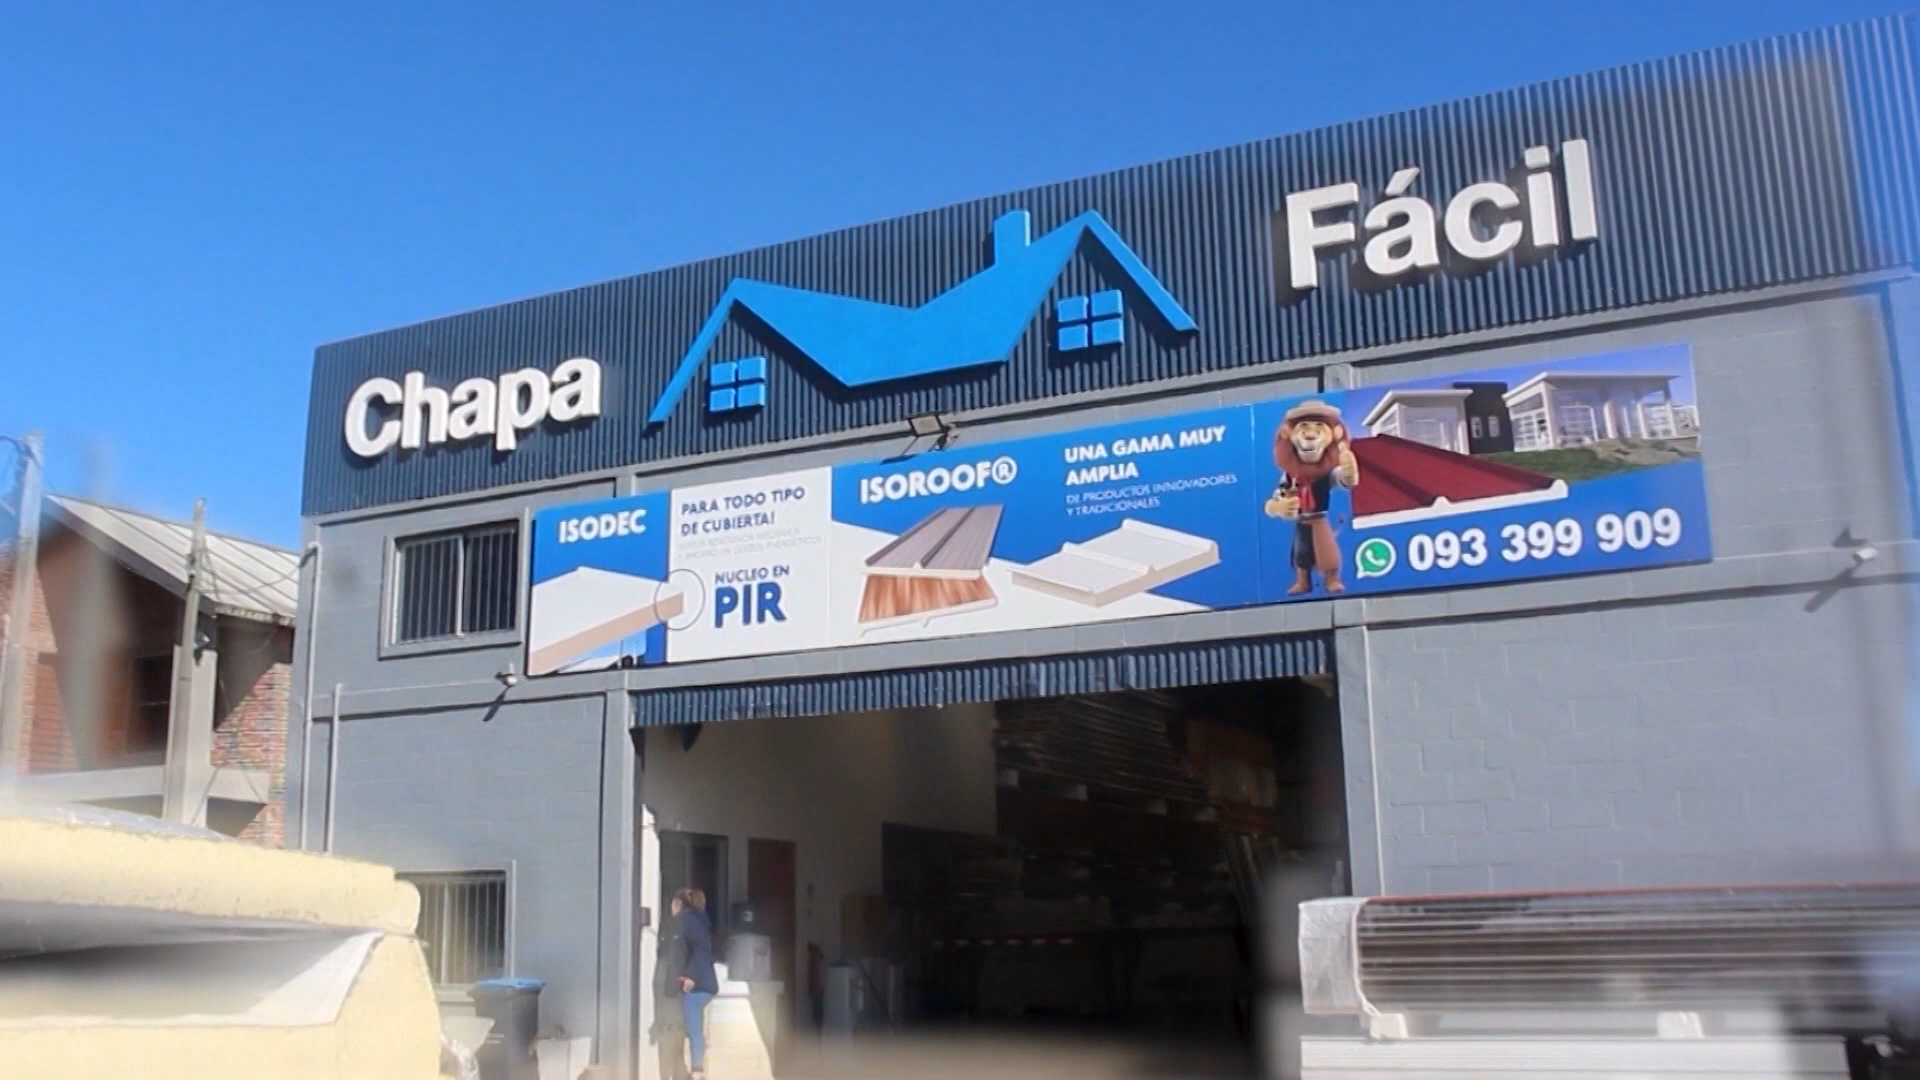 Chapa Fácil
ISODEC
PARA TODO TIPO
DE CUBIERTA!
NUCLEO EN
PIR
ISOROOF®
UNA GAMA MUY
AMPLIA
DE PRODUCTOS INNOVADORES
Y TRADICIONALES
093 399 909